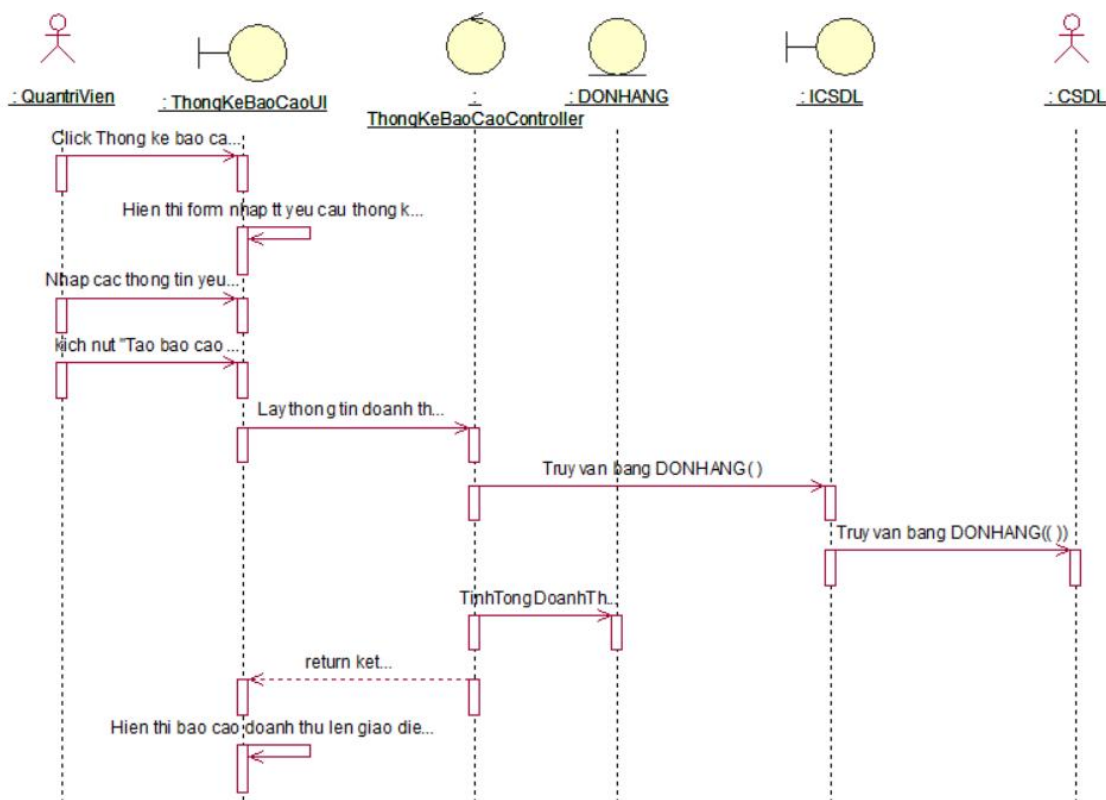 : QuantriVien
: ThongKeBaoCaoUI
:
ThongKeBaoCaoController
: DONHANG
: ICSDL
: CSDL
Click Thong ke bao ca...
Hien thi form nhap tt yeu cau thong k...
Nhap cac thong tin yeu...
kich nut "Tao bao cao ...
Lay thong tin doanh th...
Truy van bang DONHANG( )
Truy van bang DONHANG(( ))
TinhTongDoanhTh...
return ket...
Hien thi bao cao doanh thu len giao die...